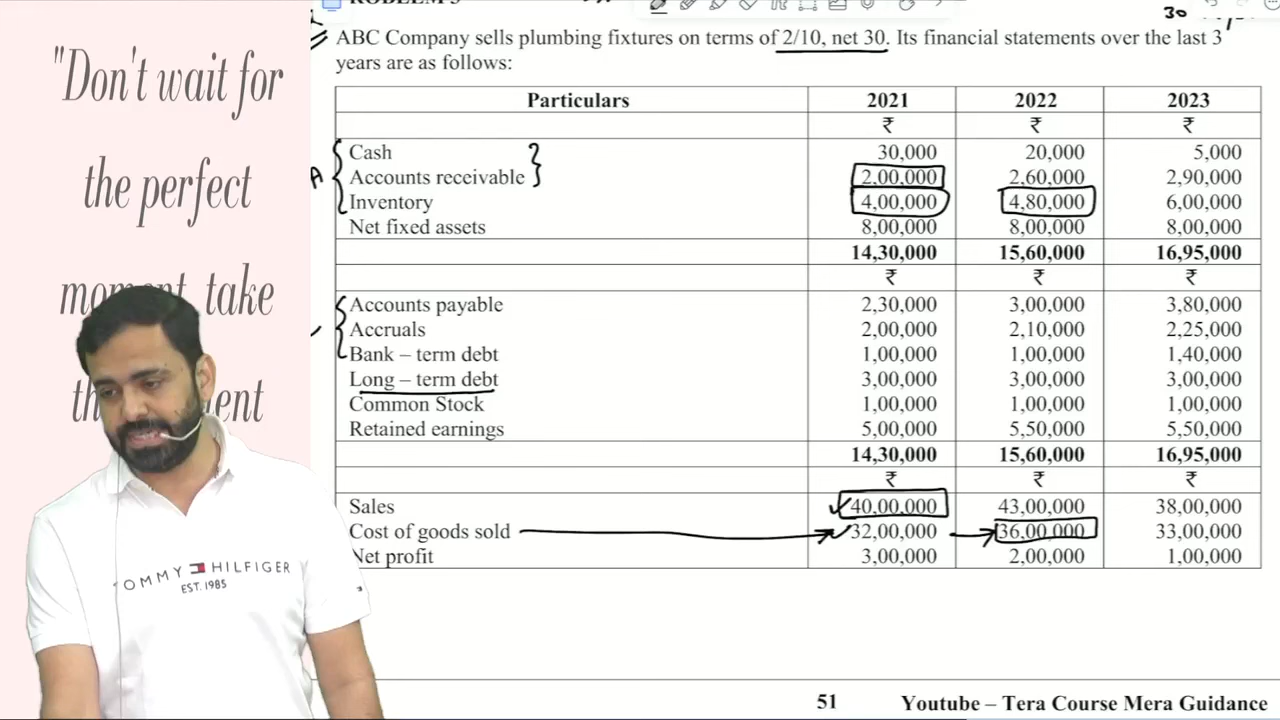 "Don't wait for
the perfect
moment, take
ROBLEM 3
30
ABC Company sells plumbing fixtures on terms of 2/10, net 30. Its financial statements over the last 3
years are as follows:
Particulars 2021 2022 2023
₹ ₹ ₹
Cash 30,000 20,000 5,000
A
Accounts receivable 2,00,000 2,60,000 2,90,000
Inventory 4,00,000 4,80,000 6,00,000
Net fixed assets 8,00,000 8,00,000 8,00,000
14,30,000 15,60,000 16,95,000
₹ ₹ ₹
Accounts payable 2,30,000 3,00,000 3,80,000
Accruals 2,00,000 2,10,000 2,25,000
Bank – term debt 1,00,000 1,00,000 1,40,000
Long – term debt 3,00,000 3,00,000 3,00,000
Common Stock 1,00,000 1,00,000 1,00,000
Retained earnings 5,00,000 5,50,000 5,50,000
14,30,000 15,60,000 16,95,000
₹ ₹ ₹
Sales 40,00,000 43,00,000 38,00,000
Cost of goods sold 32,00,000 36,00,000 33,00,000
Net profit 3,00,000 2,00,000 1,00,000
TOMMY HILFIGER
EST. 1985
51 Youtube – Tera Course Mera Guidance